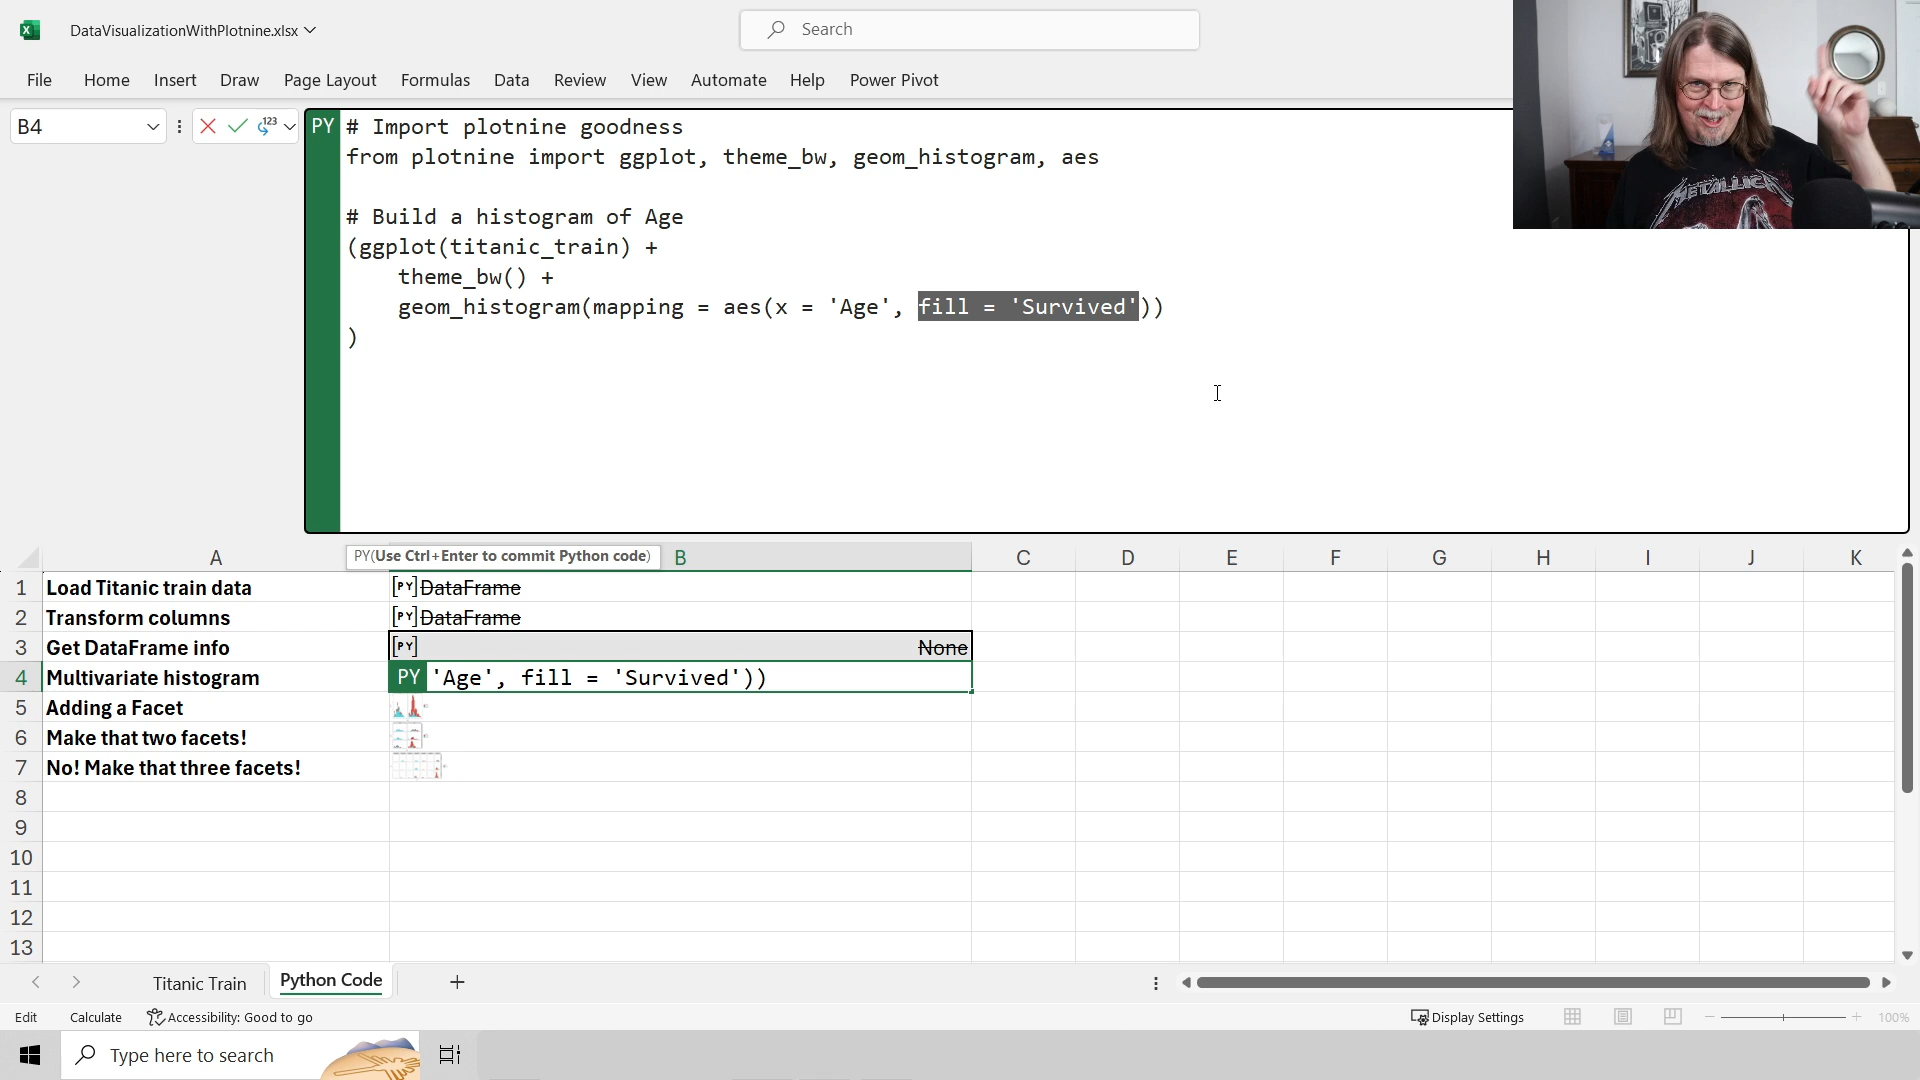 DataVisualizationWithPlotnine.xlsx
Search
File Home Insert Draw Page Layout Formulas Data Review View Automate Help Power Pivot
B4
123
PY
# Import plotnine goodness
from plotnine import ggplot, theme_bw, geom_histogram, aes
# Build a histogram of Age
(ggplot(titanic_train) +
theme_bw() +
geom_histogram(mapping = aes(x = 'Age', fill = 'Survived'))
)
METALLICA
PY(Use Ctrl+Enter to commit Python code)
A B C D E F G H I J K
1 Load Titanic train data [PY] DataFrame
2 Transform columns [PY] DataFrame
3 Get DataFrame info [PY] None
4 Multivariate histogram PY 'Age', fill = 'Survived'))
5 Adding a Facet
6 Make that two facets!
7 No! Make that three facets!
8
9
10
11
12
13
Titanic Train Python Code
Edit Calculate Accessibility: Good to go Display Settings 100%
Type here to search